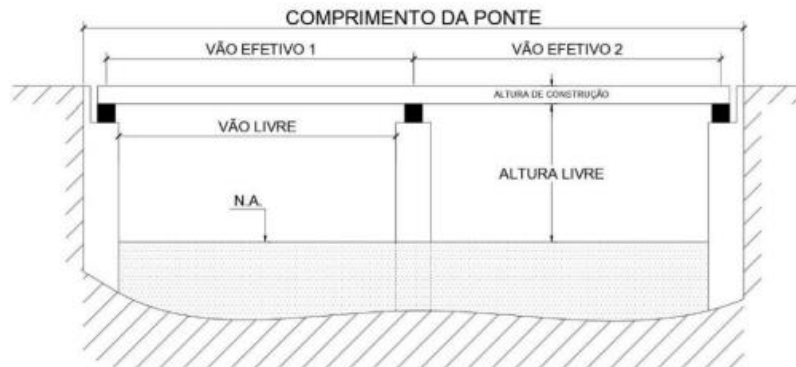 COMPRIMENTO DA PONTE
VÃO EFETIVO 1
VÃO EFETIVO 2
ALTURA DE CONSTRUÇÃO
VÃO LIVRE
ALTURA LIVRE
N.A.